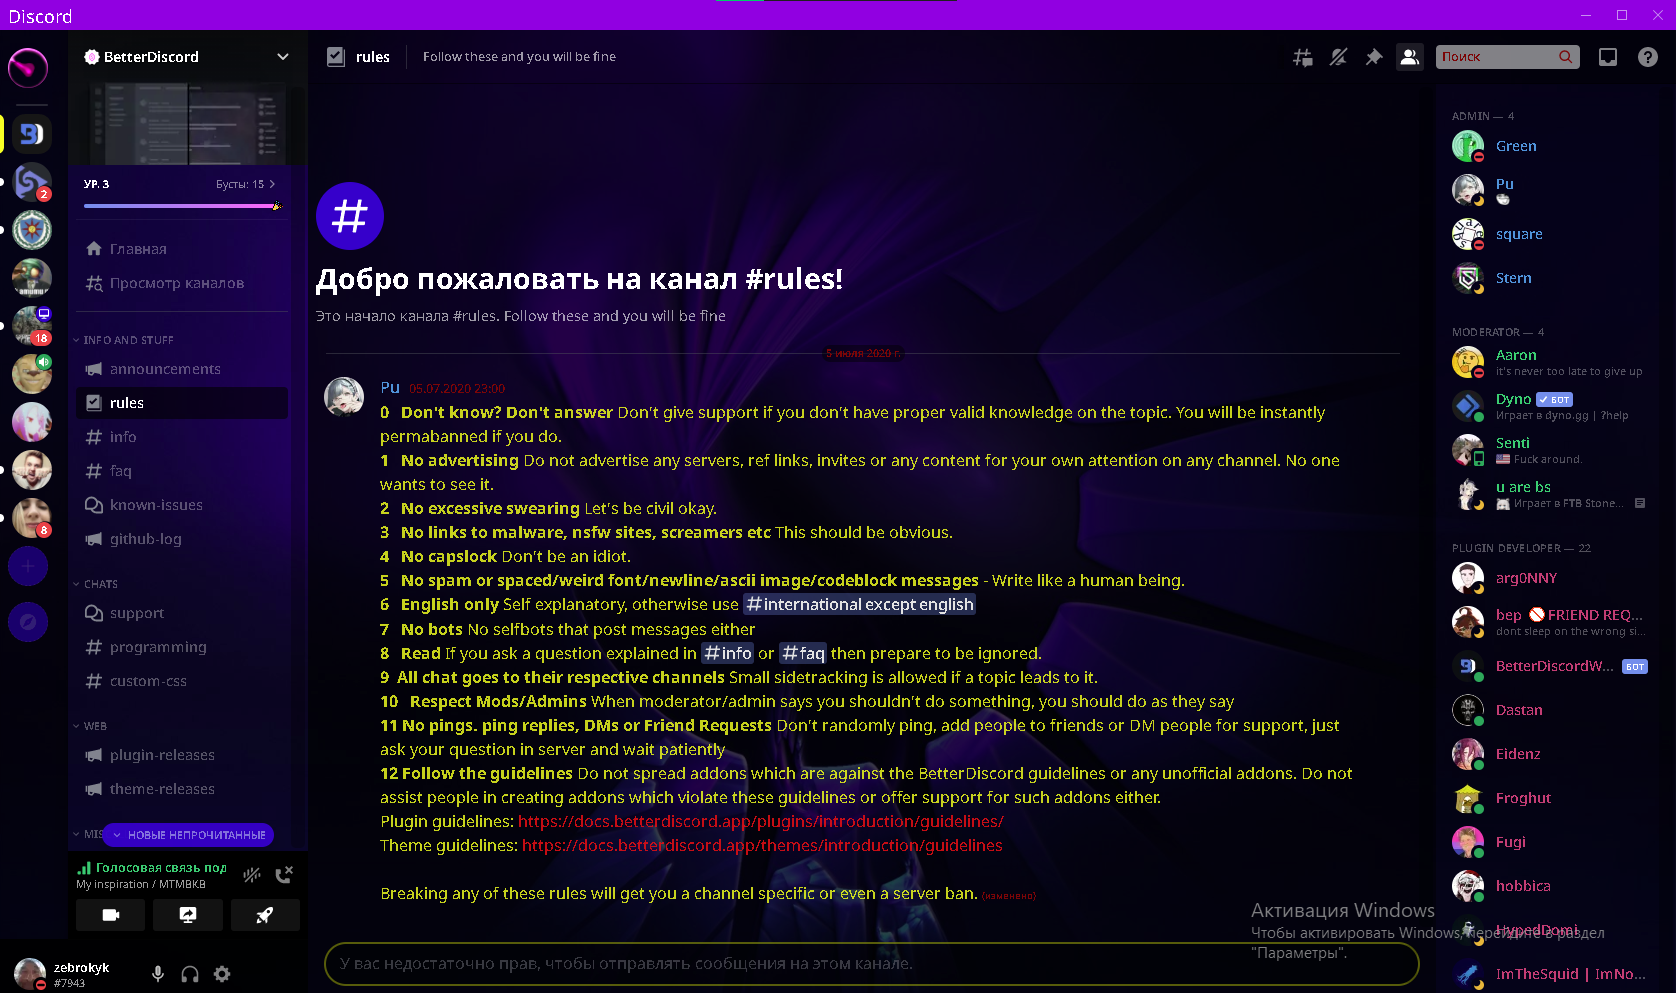 Discord
BetterDiscord
УР. 3
Бусты: 15
Главная
Просмотр каналов
INFO AND STUFF
announcements
rules
info
faq
known-issues
github-log
CHATS
support
programming
custom-css
WEB
plugin-releases
theme-releases
MIS
НОВЫЕ НЕПРОЧИТАННЫЕ
2
18
8
Голосовая связь под
My inspiration / MTMBKB
zebrokyk
#7943
rules
Follow these and you will be fine
Поиск
Добро пожаловать на канал #rules!
Это начало канала #rules. Follow these and you will be fine
5 июля 2020 г.
Pu 05.07.2020 23:00
0 Don't know? Don't answer Don't give support if you don't have proper valid knowledge on the topic. You will be instantly
permabanned if you do.
1 No advertising Do not advertise any servers, ref links, invites or any content for your own attention on any channel. No one
wants to see it.
2 No excessive swearing Let's be civil okay.
3 No links to malware, nsfw sites, screamers etc This should be obvious.
4 No capslock Don't be an idiot.
5 No spam or spaced/weird font/newline/ascii image/codeblock messages - Write like a human being.
6 English only Self explanatory, otherwise use #international except english
7 No bots No selfbots that post messages either
8 Read If you ask a question explained in #info or #faq then prepare to be ignored.
9 All chat goes to their respective channels Small sidetracking is allowed if a topic leads to it.
10 Respect Mods/Admins When moderator/admin says you shouldn't do something, you should do as they say
11 No pings. ping replies, DMs or Friend Requests Don't randomly ping, add people to friends or DM people for support, just
ask your question in server and wait patiently
12 Follow the guidelines Do not spread addons which are against the BetterDiscord guidelines or any unofficial addons. Do not
assist people in creating addons which violate these guidelines or offer support for such addons either.
Plugin guidelines: https://docs.betterdiscord.app/plugins/introduction/guidelines/
Theme guidelines: https://docs.betterdiscord.app/themes/introduction/guidelines
Breaking any of these rules will get you a channel specific or even a server ban. (изменено)
У вас недостаточно прав, чтобы отправлять сообщения на этом канале.
ADMIN — 4
Green
Pu
square
Stern
MODERATOR — 4
Aaron
it's never too late to give up
Dyno БОТ
Играет в dyno.gg | ?help
Senti
Fuck around.
u are bs
Играет в FTB Stone...
PLUGIN DEVELOPER — 22
arg0NNY
bep FRIEND REQ...
dont sleep on the wrong si...
BetterDiscordW... БОТ
Dastan
Eidenz
Froghut
Fugi
hobbica
HypedDomi
ImTheSquid | ImNo...
Активация Windows
Чтобы активировать Windows, перейдите в раздел
"Параметры".